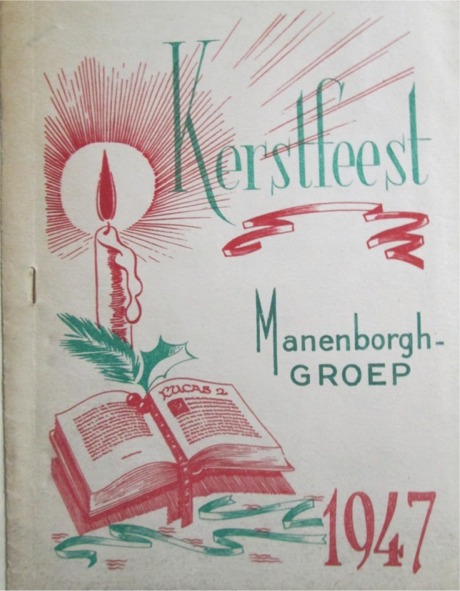 Kerstfeest
Manenborgh-
GROEP
LUCAS 2
1947